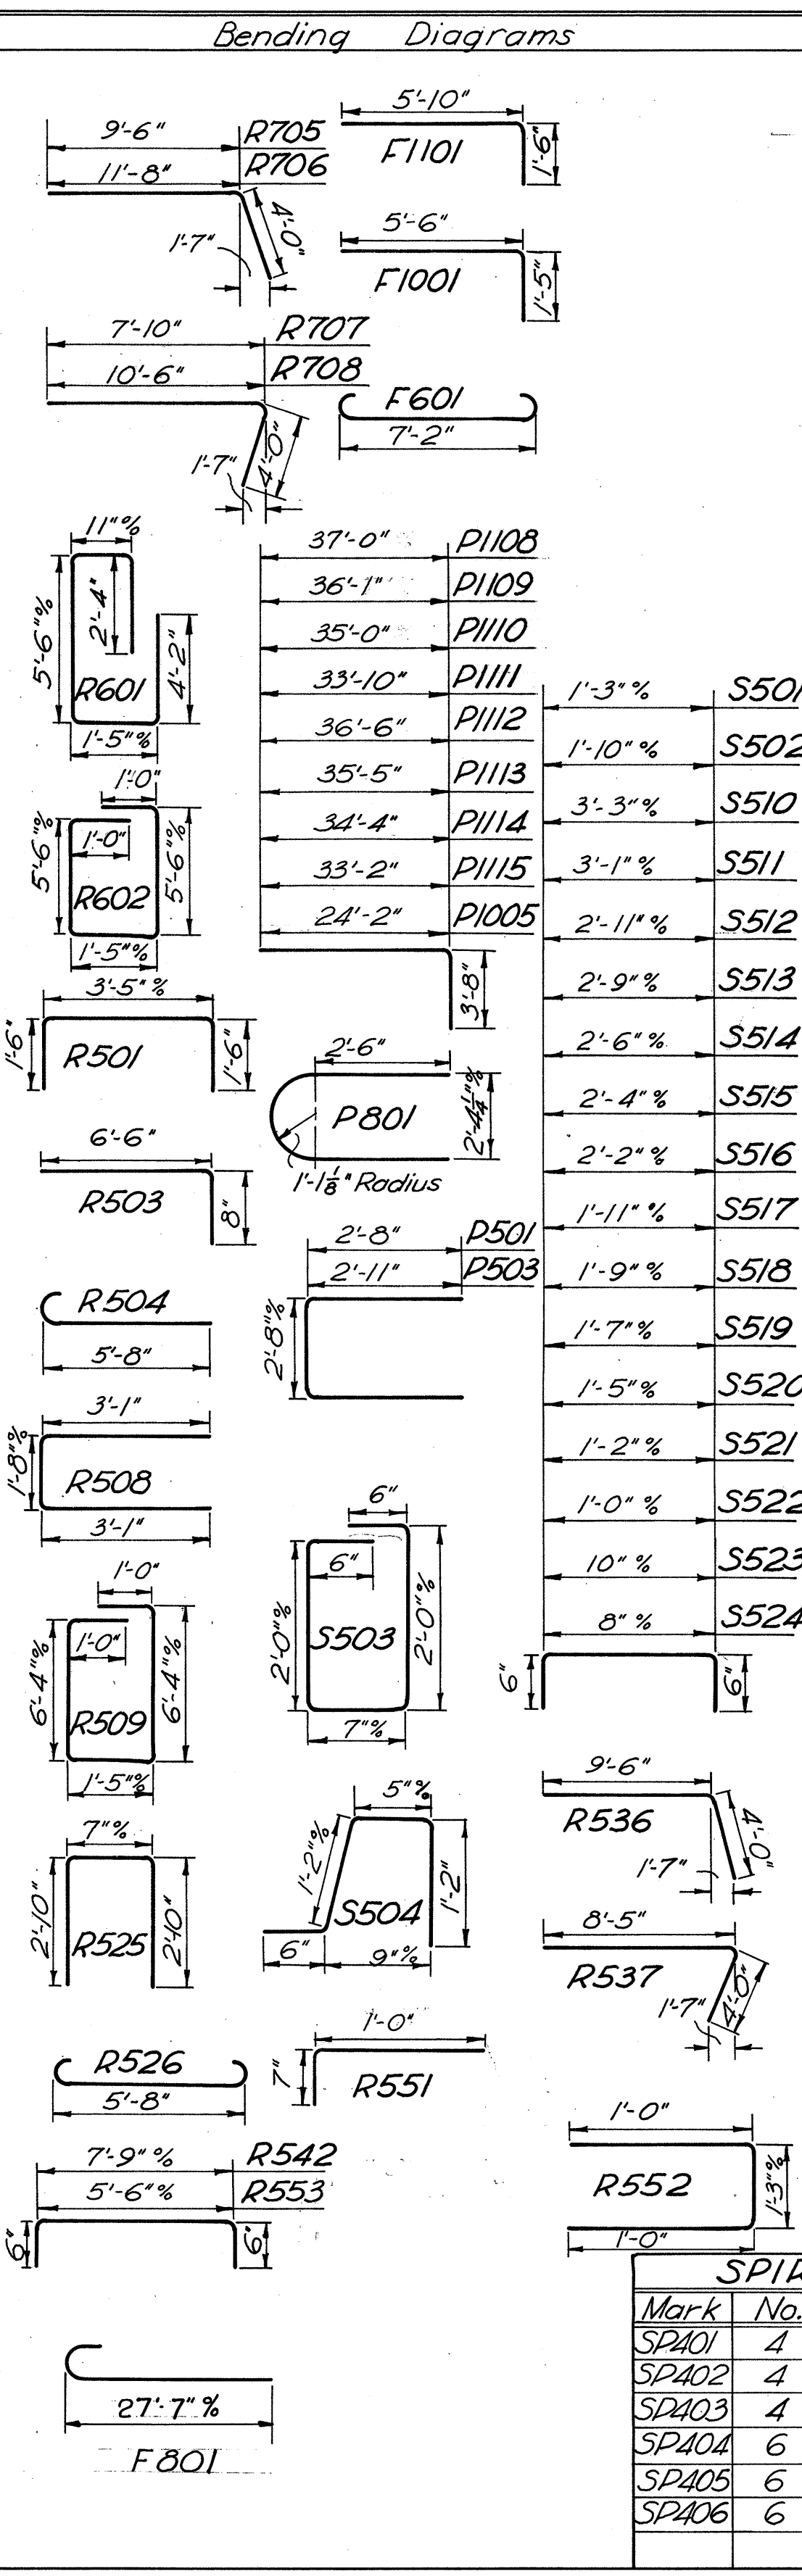 Bending Diagrams
9'-6" R705
11'-8" R706
4'-0"
1'-7"
5'-10"
F1101
1'-6"
5'-6"
F1001
1'-5"
7'-10" R707
10'-6" R708
4'-0"
1'-7"
F601
7'-2"
11"%
5'-6"%
2'-4"
4'-2"
R601
1'-5"%
1'-0"
5'-6"%
1'-0"
5'-6"%
R602
1'-5"%
37'-0" P1108
36'-1" P1109
35'-0" P1110
33'-10" P1111
36'-6" P1112
35'-5" P1113
34'-4" P1114
33'-2" P1115
24'-2" P1005
3'-8"
1'-3"% S501
1'-10"% S502
3'-3"% S510
3'-1"% S511
2'-11"% S512
2'-9"% S513
2'-6"% S514
2'-4"% S515
2'-2"% S516
1'-11"% S517
1'-9"% S518
1'-7"% S519
1'-5"% S520
1'-2"% S521
1'-0"% S522
10"% S523
8"% S524
6"
6"
3'-5"%
1'-6"
R501
1'-6"
2'-6"
P801
2'-4¼"%
1'-1⅛" Radius
6'-6"
R503
8"
2'-8" P501
2'-11" P503
2'-8"%
R504
5'-8"
3'-1"
1'-8"%
R508
3'-1"
1'-0"
1'-0"
6'-4"%
6'-4"%
R509
1'-5"%
6"
6"
2'-0"%
S503
2'-0"%
7"%
9'-6"
R536
4'-0"
1'-7"
7"%
2'-10"
R525
2'-10"
5"%
1'-2"%
S504
1'-2"
6"
9"%
8'-5"
R537
1'-7"
4'-0"
R526
5'-8"
1'-0"
7"
R551
1'-0"
R552
1'-3"%
1'-0"
7'-9"% R542
5'-6"% R553
6"
6"
27'-7"%
F801
Mark No.
SP401 4
SP402 4
SP403 4
SP404 6
SP405 6
SP406 6